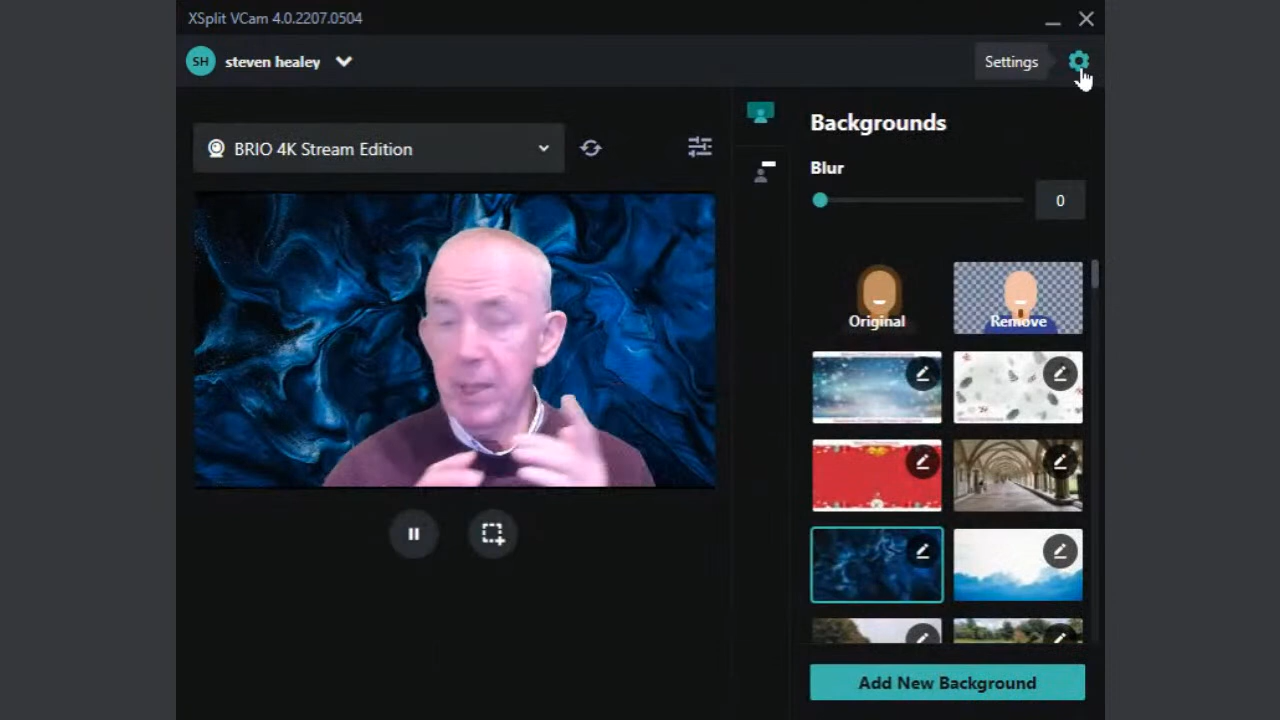 XSplit VCam 4.0.2207.0504
SH
steven healey
Settings
BRIO 4K Stream Edition
Backgrounds
Blur
0
Original
Remove
Add New Background